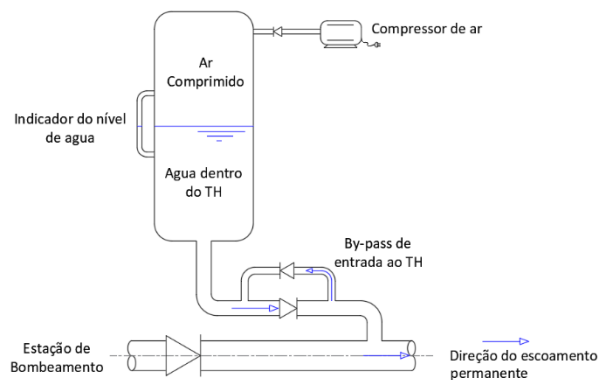 Compressor de ar
Ar
Comprimido
Indicador do nível
de agua
Agua dentro
do TH
By-pass de
entrada ao TH
Estação de
Bombeamento
Direção do escoamento
permanente